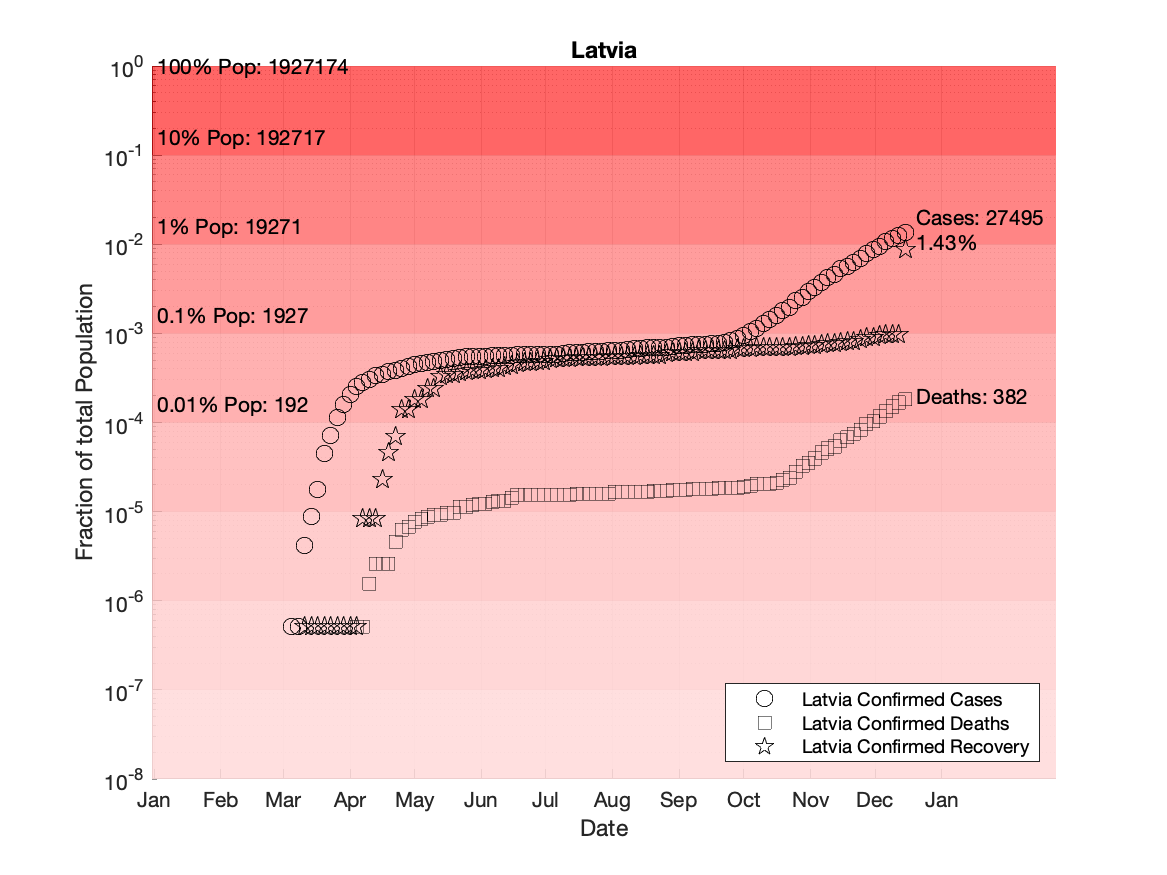 Latvia
10^0
100% Pop: 1927174
10% Pop: 192717
10^-1
1% Pop: 19271
Cases: 27495
10^-2
1.43%
0.1% Pop: 1927
10^-3
0.01% Pop: 192
Deaths: 382
10^-4
10^-5
10^-6
10^-7
10^-8
Fraction of total Population
Latvia Confirmed Cases
Latvia Confirmed Deaths
Latvia Confirmed Recovery
Jan Feb Mar Apr May Jun Jul Aug Sep Oct Nov Dec Jan
Date